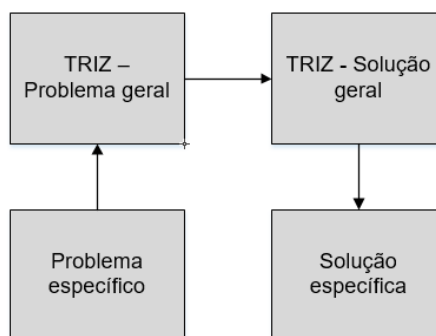 TRIZ –
Problema geral
TRIZ - Solução
geral
Problema
específico
Solução
específica